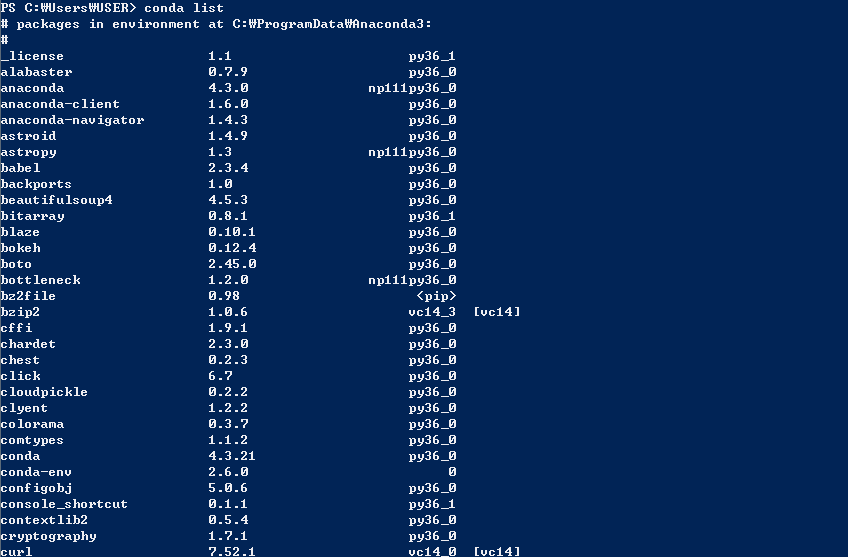 PS C:₩Users₩USER> conda list
# packages in environment at C:₩ProgramData₩Anaconda3:
#
_license 1.1 py36_1
alabaster 0.7.9 py36_0
anaconda 4.3.0 np111py36_0
anaconda-client 1.6.0 py36_0
anaconda-navigator 1.4.3 py36_0
astroid 1.4.9 py36_0
astropy 1.3 np111py36_0
babel 2.3.4 py36_0
backports 1.0 py36_0
beautifulsoup4 4.5.3 py36_0
bitarray 0.8.1 py36_1
blaze 0.10.1 py36_0
bokeh 0.12.4 py36_0
boto 2.45.0 py36_0
bottleneck 1.2.0 np111py36_0
bz2file 0.98 <pip>
bzip2 1.0.6 vc14_3 [vc14]
cffi 1.9.1 py36_0
chardet 2.3.0 py36_0
chest 0.2.3 py36_0
click 6.7 py36_0
cloudpickle 0.2.2 py36_0
clyent 1.2.2 py36_0
colorama 0.3.7 py36_0
comtypes 1.1.2 py36_0
conda 4.3.21 py36_0
conda-env 2.6.0 0
configobj 5.0.6 py36_0
console_shortcut 0.1.1 py36_1
contextlib2 0.5.4 py36_0
cryptography 1.7.1 py36_0
curl 7.52.1 vc14_0 [vc14]